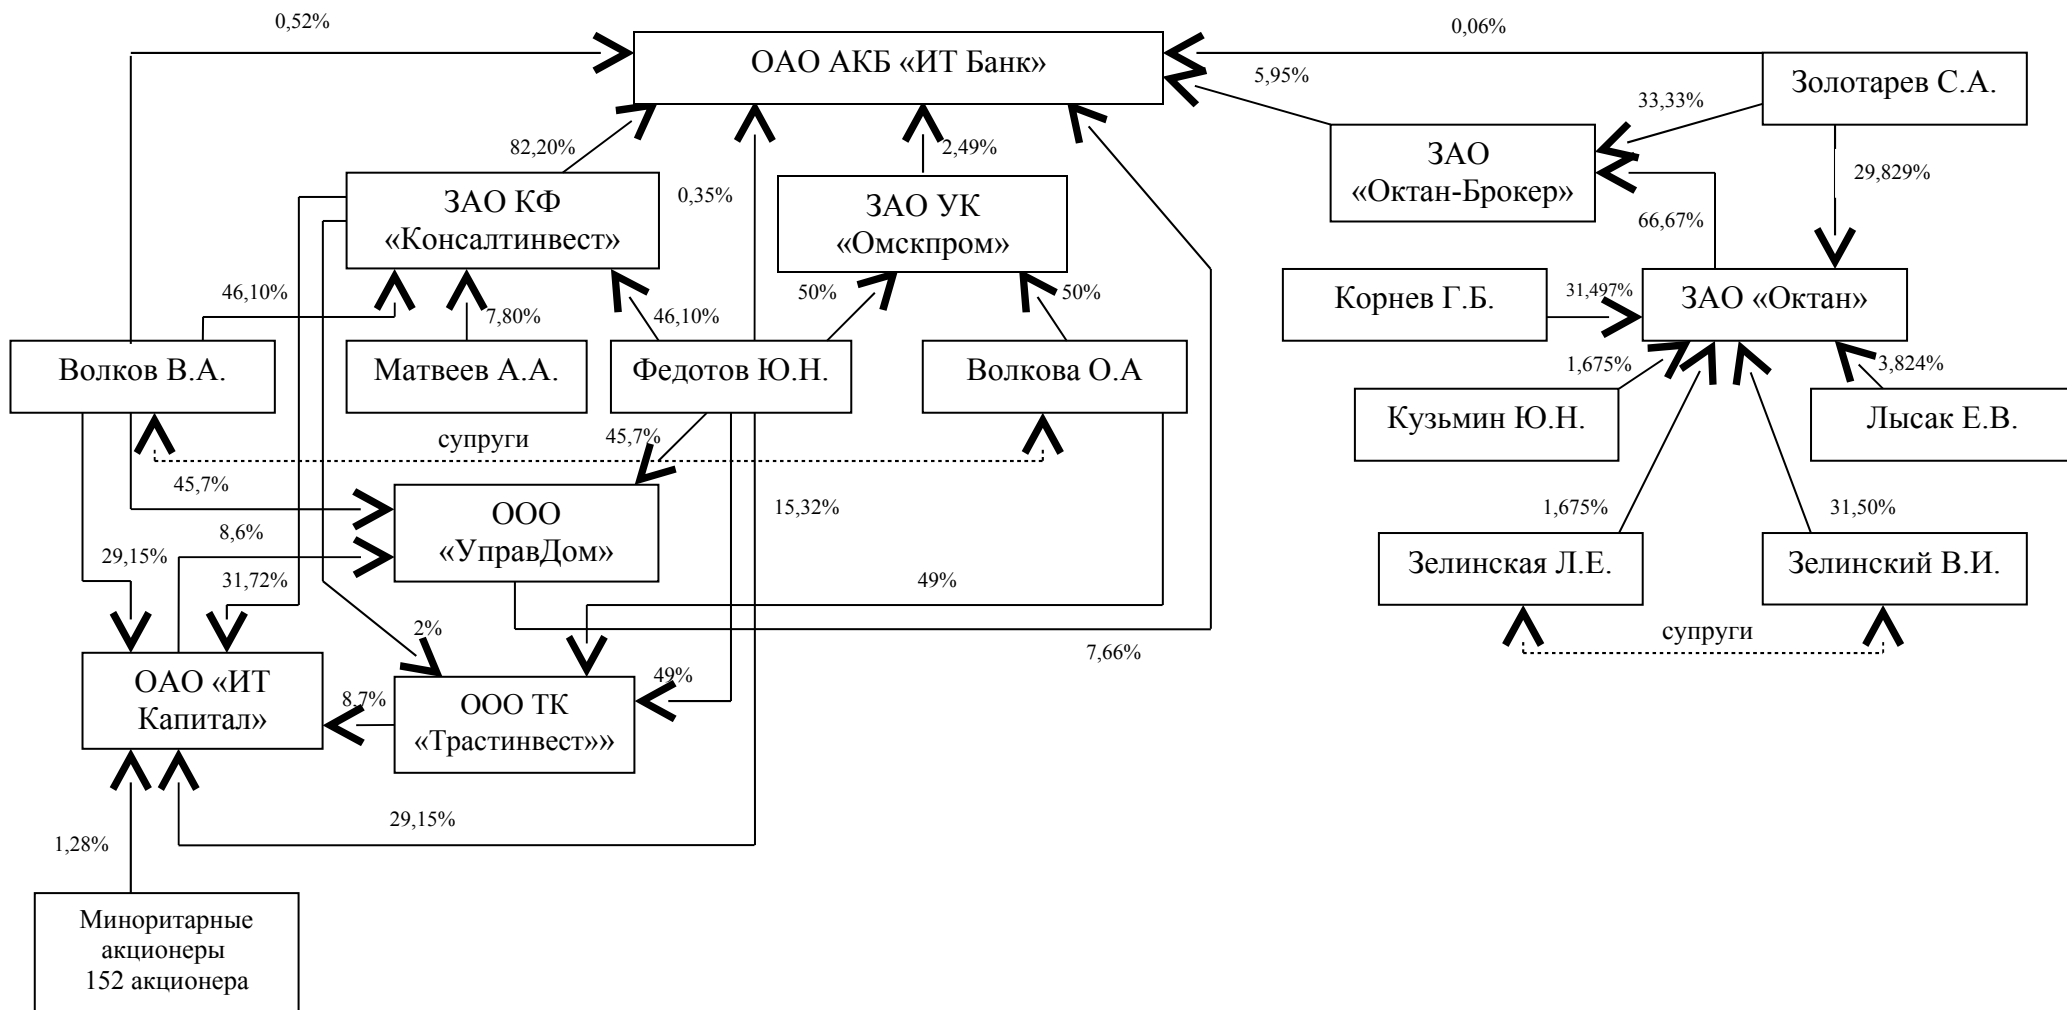 0,52%
0,06%
ОАО АКБ «ИТ Банк»
5,95%
Золотарев С.А.
33,33%
82,20%
2,49%
ЗАО
«Октан-Брокер»
29,829%
ЗАО КФ
«Консалтинвест»
0,35%
ЗАО УК
«Омскпром»
66,67%
46,10%
7,80%
46,10%
50%
50%
Корнев Г.Б.
31,497%
ЗАО «Октан»
Волков В.А.
Матвеев А.А.
Федотов Ю.Н.
Волкова О.А
1,675%
3,824%
Кузьмин Ю.Н.
Лысак Е.В.
супруги
45,7%
45,7%
15,32%
1,675%
31,50%
ООО
«УправДом»
8,6%
29,15%
31,72%
49%
Зелинская Л.Е.
Зелинский В.И.
2%
супруги
7,66%
ОАО «ИТ
Капитал»
8,7%
49%
ООО ТК
«Трастинвест»»
29,15%
1,28%
Миноритарные
акционеры
152 акционера